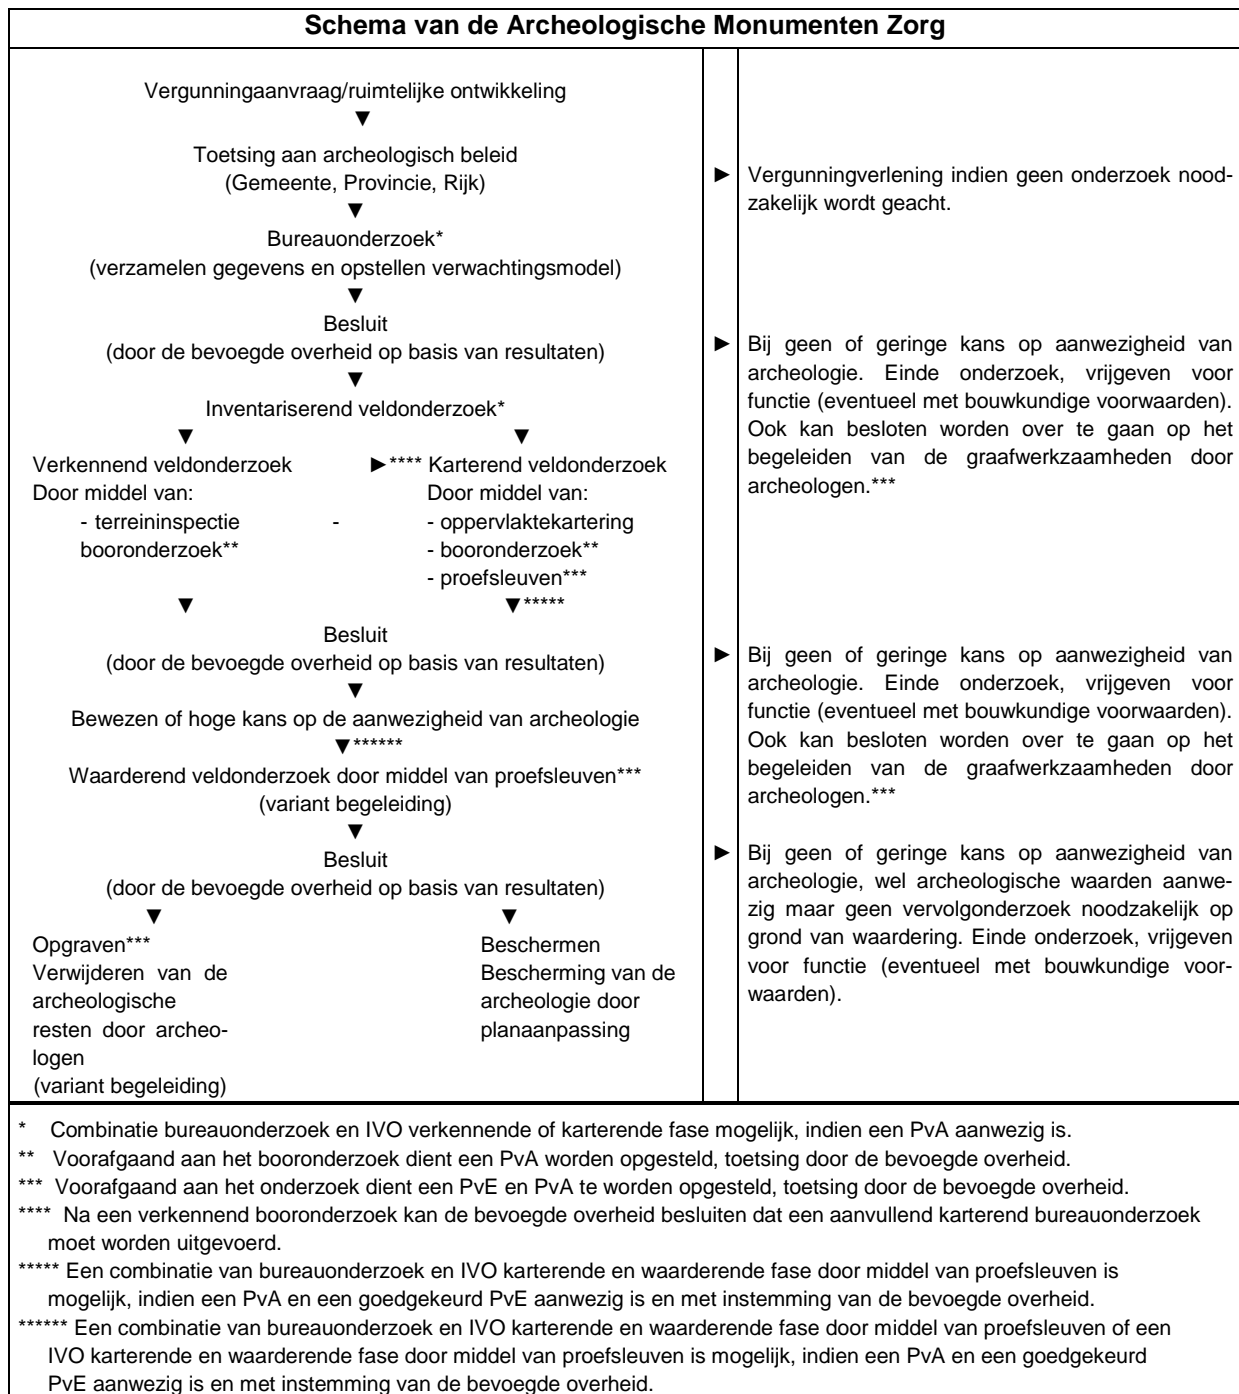 Schema van de Archeologische Monumenten Zorg
Vergunningaanvraag/ruimtelijke ontwikkeling
▼
Toetsing aan archeologisch beleid
(Gemeente, Provincie, Rijk)
▼
► Vergunningverlening indien geen onderzoek nood-
zakelijk wordt geacht.
Bureauonderzoek*
(verzamelen gegevens en opstellen verwachtingsmodel)
▼
Besluit
(door de bevoegde overheid op basis van resultaten)
▼
► Bij geen of geringe kans op aanwezigheid van
archeologie. Einde onderzoek, vrijgeven voor
functie (eventueel met bouwkundige voorwaarden).
Ook kan besloten worden over te gaan op het
begeleiden van de graafwerkzaamheden door
archeologen.***
Inventariserend veldonderzoek*
▼ ▼
Verkennend veldonderzoek ►**** Karterend veldonderzoek
Door middel van: Door middel van:
- terreininspectie - - oppervlaktekartering
booronderzoek** - booronderzoek**
- proefsleuven***
▼ ▼*****
Besluit
(door de bevoegde overheid op basis van resultaten)
▼
► Bij geen of geringe kans op aanwezigheid van
archeologie. Einde onderzoek, vrijgeven voor
functie (eventueel met bouwkundige voorwaarden).
Ook kan besloten worden over te gaan op het
begeleiden van de graafwerkzaamheden door
archeologen.***
Bewezen of hoge kans op de aanwezigheid van archeologie
▼******
Waarderend veldonderzoek door middel van proefsleuven***
(variant begeleiding)
▼
Besluit
(door de bevoegde overheid op basis van resultaten)
▼ ▼
► Bij geen of geringe kans op aanwezigheid van
archeologie, wel archeologische waarden aanwe-
zig maar geen vervolgonderzoek noodzakelijk op
grond van waardering. Einde onderzoek, vrijgeven
voor functie (eventueel met bouwkundige voor-
waarden).
Opgraven*** Beschermen
Verwijderen van de Bescherming van de
archeologische archeologie door
resten door archeo- planaanpassing
logen
(variant begeleiding)
* Combinatie bureauonderzoek en IVO verkennende of karterende fase mogelijk, indien een PvA aanwezig is.
** Voorafgaand aan het booronderzoek dient een PvA worden opgesteld, toetsing door de bevoegde overheid.
*** Voorafgaand aan het onderzoek dient een PvE en PvA te worden opgesteld, toetsing door de bevoegde overheid.
**** Na een verkennend booronderzoek kan de bevoegde overheid besluiten dat een aanvullend karterend bureauonderzoek
moet worden uitgevoerd.
***** Een combinatie van bureauonderzoek en IVO karterende en waarderende fase door middel van proefsleuven is
mogelijk, indien een PvA en een goedgekeurd PvE aanwezig is en met instemming van de bevoegde overheid.
****** Een combinatie van bureauonderzoek en IVO karterende en waarderende fase door middel van proefsleuven of een
IVO karterende en waarderende fase door middel van proefsleuven is mogelijk, indien een PvA en een goedgekeurd
PvE aanwezig is en met instemming van de bevoegde overheid.